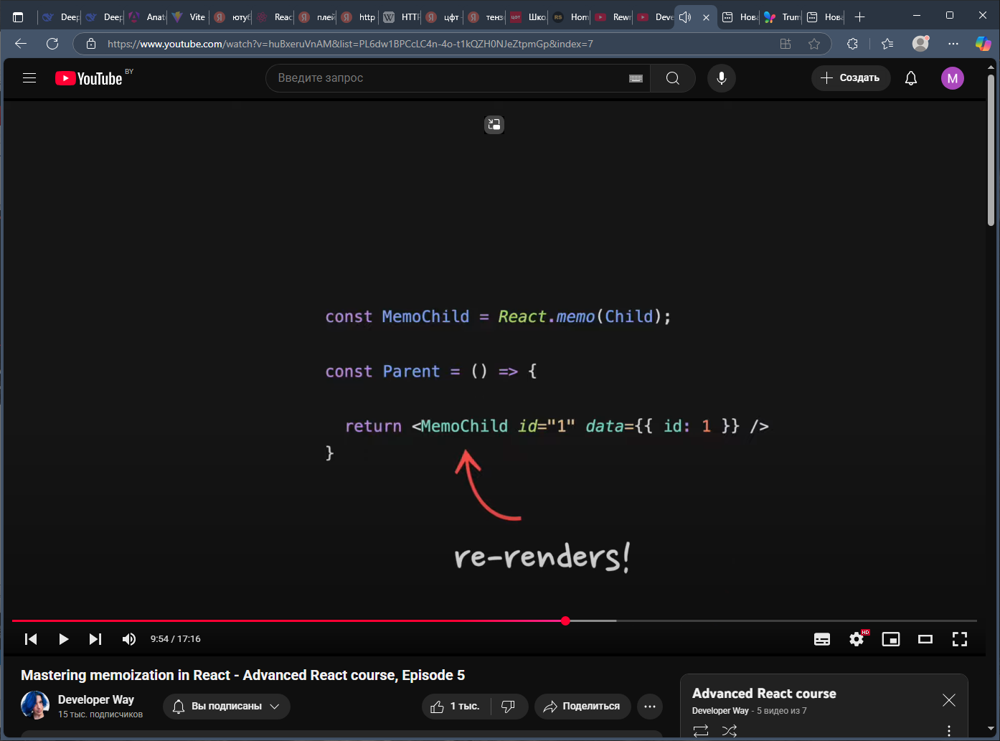 Deep
Deep
Anat
Vite
ютуб
Reac
плей
http
HTTP
цфт -
тенз
Шко
Hom
Rewr
Deve
Нова
Trum
Нова
https://www.youtube.com/watch?v=huBxeruVnAM&list=PL6dw1BPCcLC4n-4o-t1kQZH0NJeZtpmGp&index=7
YouTube BY
Введите запрос
Создать
M
const MemoChild = React.memo(Child);
const Parent = () => {
return <MemoChild id="1" data={{ id: 1 }} />
}
re-renders!
9:54 / 17:16
HD
Mastering memoization in React - Advanced React course, Episode 5
Developer Way
15 тыс. подписчиков
Вы подписаны
1 тыс.
Поделиться
Advanced React course
Developer Way - 5 видео из 7